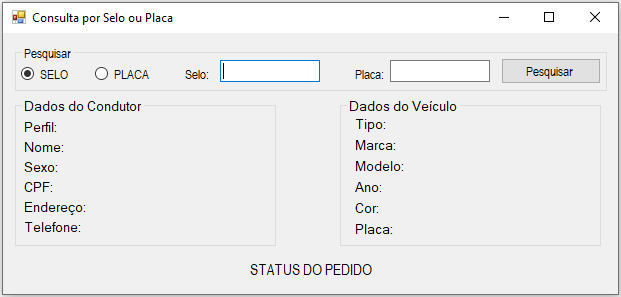 Consulta por Selo ou Placa
Pesquisar
SELO PLACA Selo: Placa: Pesquisar
Dados do Condutor
Perfil:
Nome:
Sexo:
CPF:
Endereço:
Telefone:
Dados do Veículo
Tipo:
Marca:
Modelo:
Ano:
Cor:
Placa:
STATUS DO PEDIDO